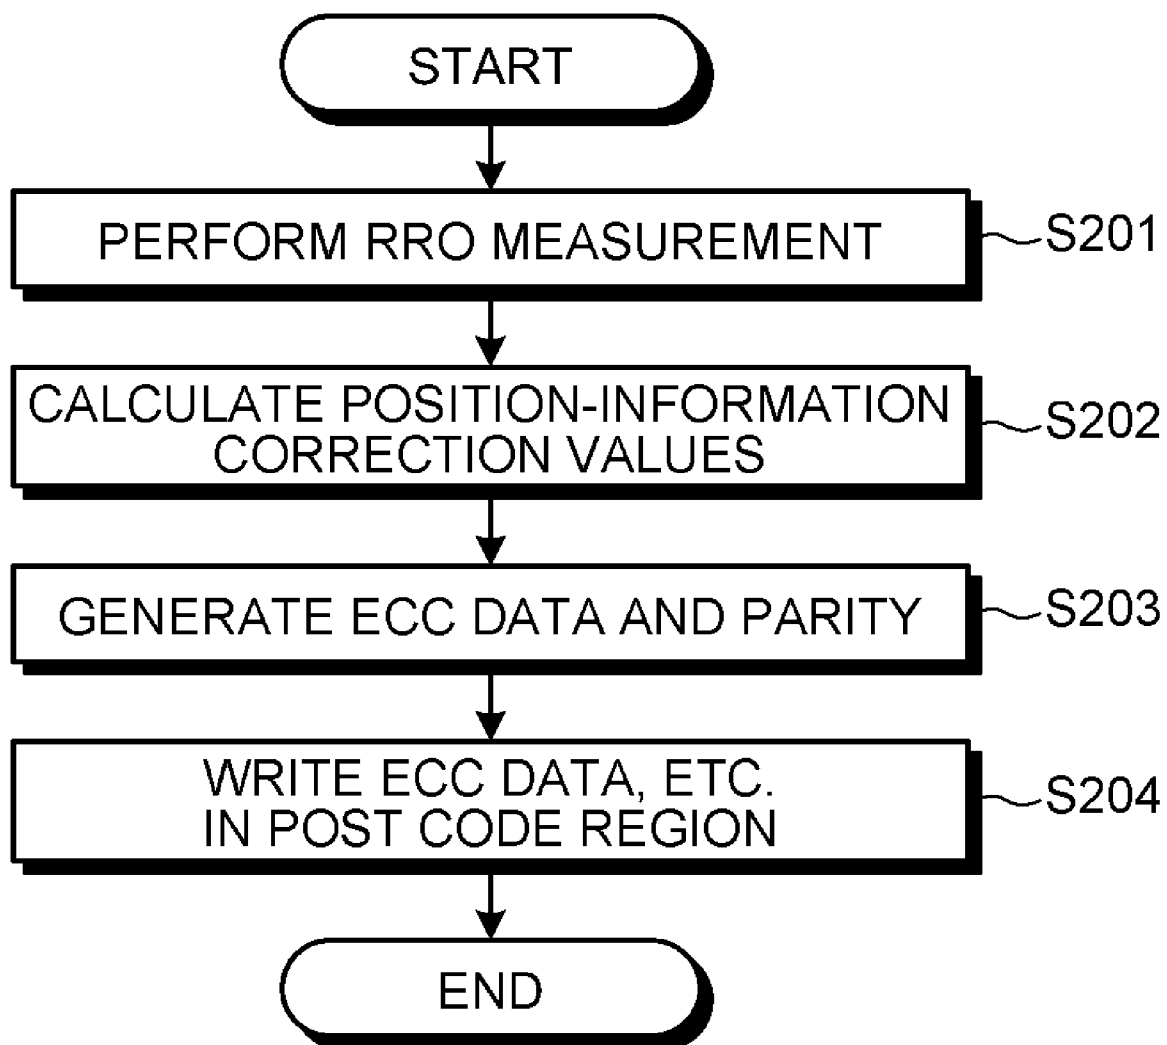 START
PERFORM RRO MEASUREMENT
S201
CALCULATE POSITION-INFORMATION
CORRECTION VALUES
S202
GENERATE ECC DATA AND PARITY
S203
WRITE ECC DATA, ETC.
IN POST CODE REGION
S204
END